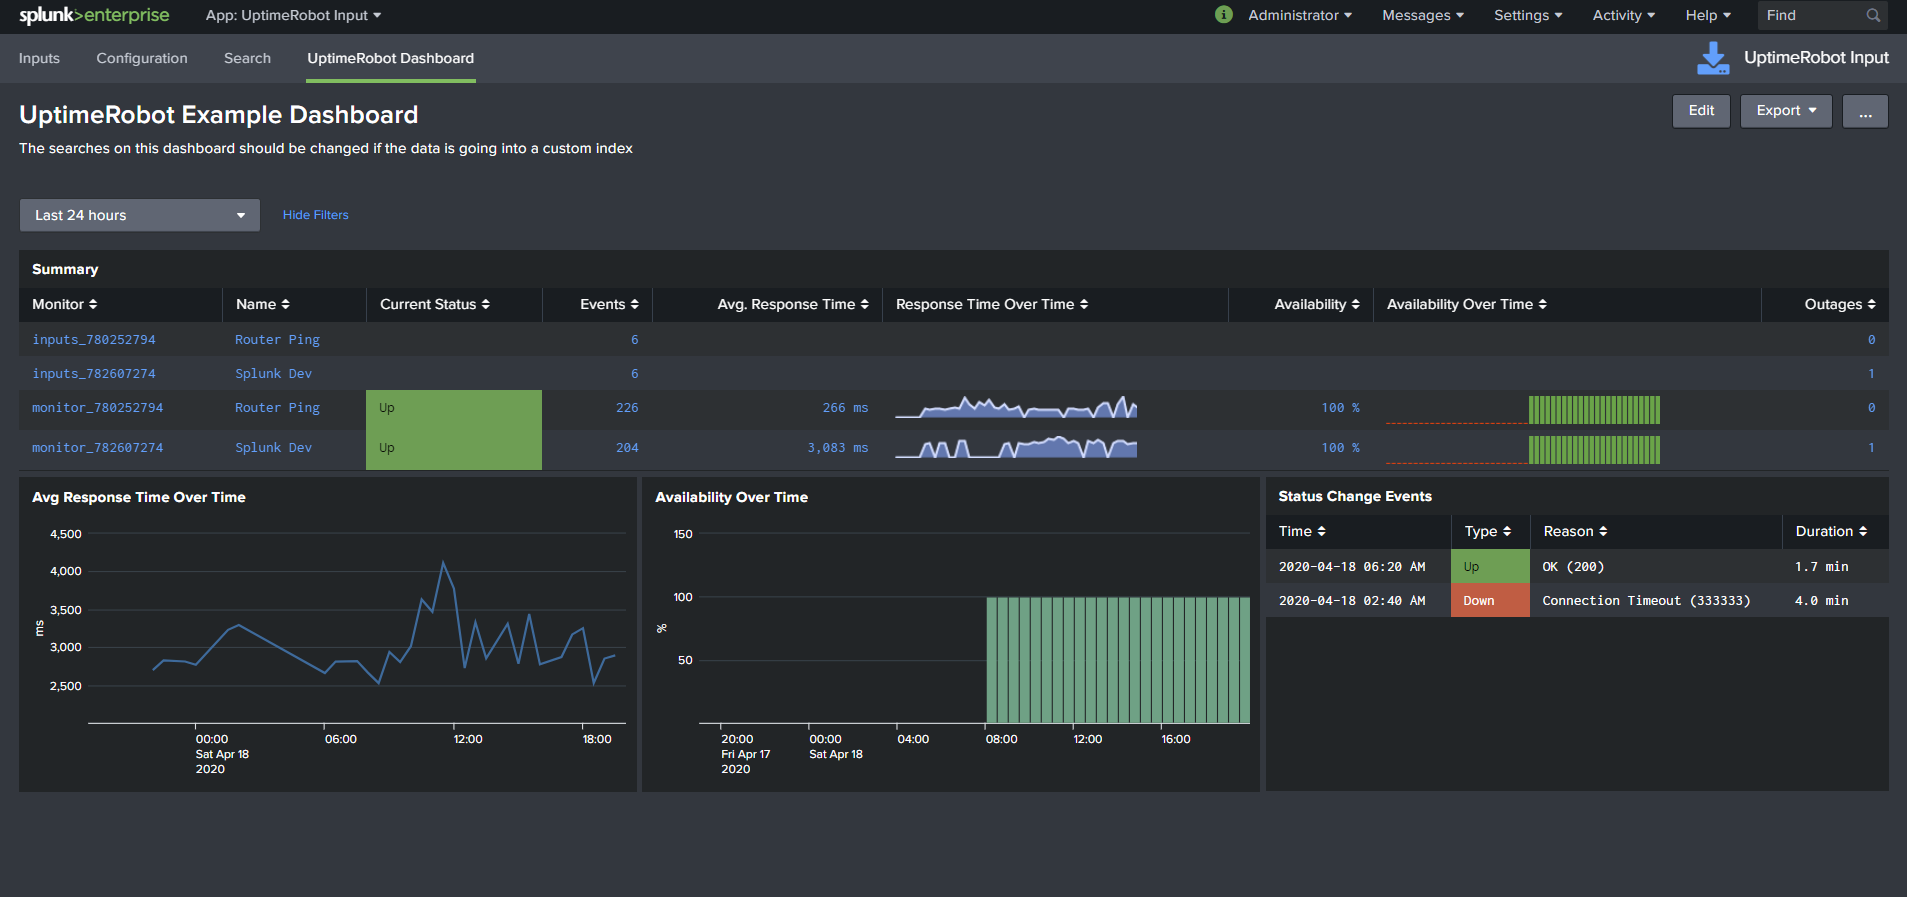 splunk>enterprise App: UptimeRobot Input i Administrator Messages Settings Activity Help Find
Inputs Configuration Search UptimeRobot Dashboard UptimeRobot Input
UptimeRobot Example Dashboard Edit Export ...
The searches on this dashboard should be changed if the data is going into a custom index
Last 24 hours Hide Filters
Summary
Monitor Name Current Status Events Avg. Response Time Response Time Over Time Availability Availability Over Time Outages
inputs_780252794 Router Ping 6 0
inputs_782607274 Splunk Dev 6 1
monitor_780252794 Router Ping Up 226 266 ms 100 % 0
monitor_782607274 Splunk Dev Up 204 3,083 ms 100 % 1
Avg Response Time Over Time
4,500
4,000
3,500
3,000
2,500
ms
00:00 06:00 12:00 18:00
Sat Apr 18
2020
Availability Over Time
150
100
50
%
20:00 00:00 04:00 08:00 12:00 16:00
Fri Apr 17 Sat Apr 18
2020
Status Change Events
Time Type Reason Duration
2020-04-18 06:20 AM Up OK (200) 1.7 min
2020-04-18 02:40 AM Down Connection Timeout (333333) 4.0 min